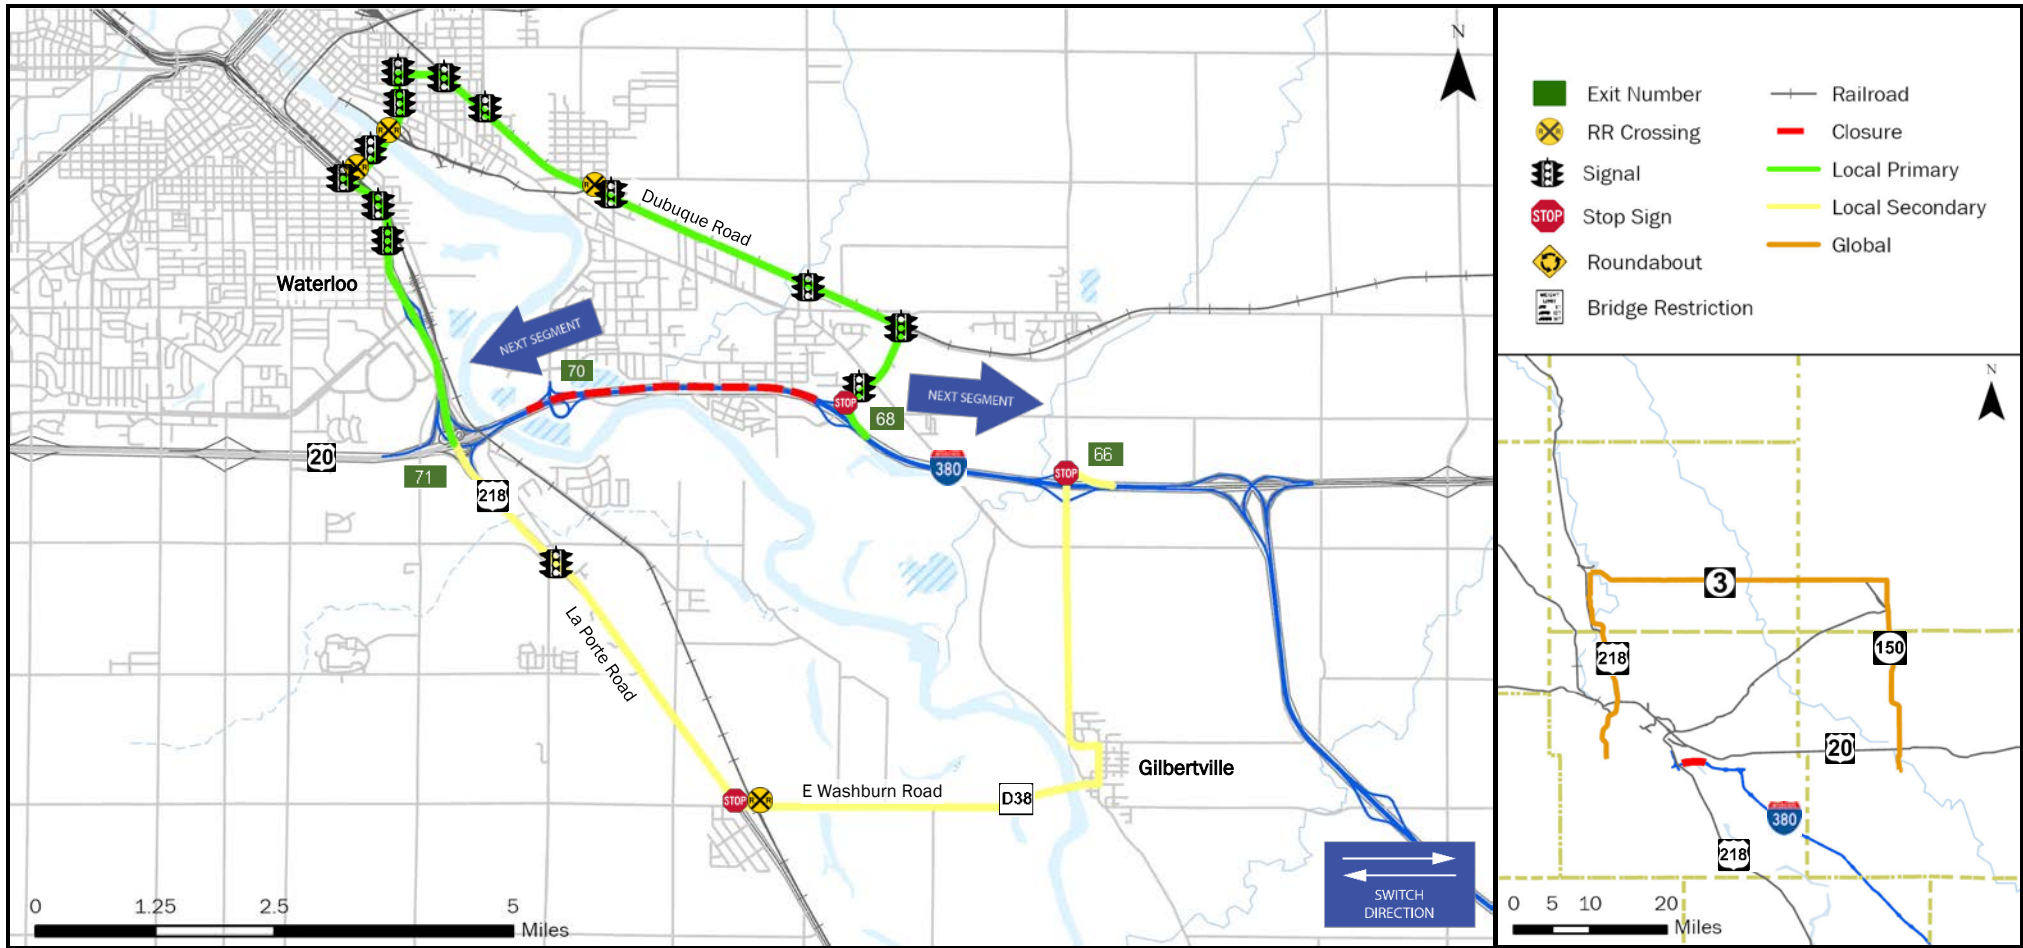 N
Dubuque Road
Waterloo
NEXT SEGMENT
70
STOP
68
NEXT SEGMENT
380
STOP
66
20
71
218
La Porte Road
STOP
E Washburn Road
D38
Gilbertville
SWITCH
DIRECTION
0 1.25 2.5 5
Miles
Exit Number
RR Crossing
Signal
STOP
Stop Sign
Roundabout
WEIGHT
LIMIT
Bridge Restriction
Railroad
Closure
Local Primary
Local Secondary
Global
N
3
218
150
20
380
218
0 5 10 20
Miles